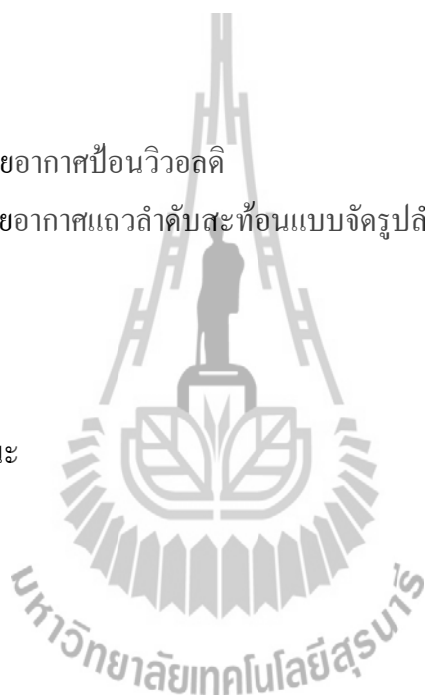 ยอากาศป้อนวิวอลดิ
ยอากาศแถวลำดับสะท้อนแบบจัดรูปลำ
นะ
มหาวิทยาลัยเทคโนโลยีสุรนารี